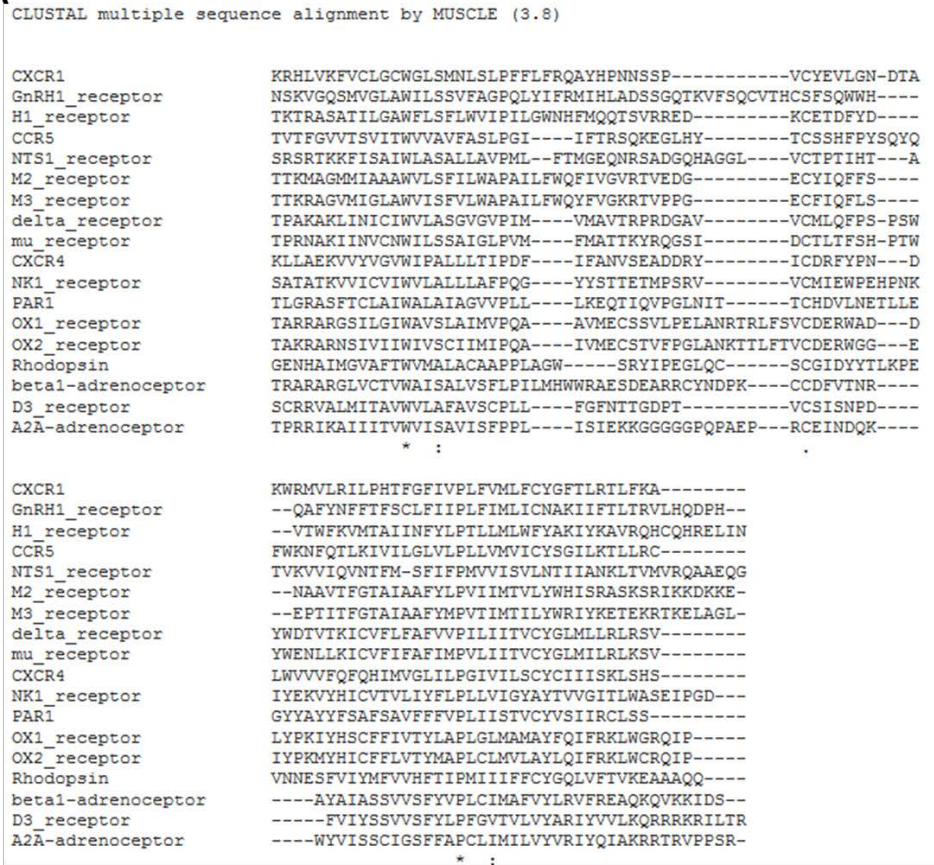 CLUSTAL multiple sequence alignment by MUSCLE (3.8)
CXCR1 KRHLVKFVCLGCWGLSMNLSLPFFLFRQAYHPNNSSP-----------VCYEVLGN-DTA
GnRH1_receptor NSKVGQSMVGLAWILSSVFAGPQLYIFRMIHLADSSGQTKVFSQCVTHCSFSQWWH----
H1_receptor TKTRASATILGAWFLSFLWVIPILGWNHFMQQTSVRRED---------KCETDFYD----
CCR5 TVTFGVVTSVITWVVAVFASLPGI----IFTRSQKEGLHY--------TCSSHFPYSQYQ
NTS1_receptor SRSRTKKFISAIWLASALLAVPML--FTMGEQNRSADGQHAGGL----VCTPTIHT---A
M2_receptor TTKMAGMMIAAAWVLSFILWAPAILFWQFIVGVRTVEDG---------ECYIQFFS----
M3_receptor TTKRAGVMIGLAWVISFVLWAPAILFWQYFVGKRTVPPG---------ECFIQFLS----
delta_receptor TPAKAKLINICIWVLASGVGVPIM----VMAVTRPRDGAV--------VCMLQFPS-PSW
mu_receptor TPRNAKIINVCNWILSSAIGLPVM----FMATTKYRQGSI--------DCTLTFSH-PTW
CXCR4 KLLAEKVVYVGVWIPALLLTIPDF----IFANVSEADDRY--------ICDRFYPN---D
NK1_receptor SATATKVVICVIWVLALLLAFPQG----YYSTTETMPSRV--------VCMIEWPEHPNK
PAR1 TLGRASFTCLAIWALAIAGVVPLL----LKEQTIQVPGLNIT------TCHDVLNETLLE
OX1_receptor TARRARGSILGIWAVSLAIMVPQA----AVMECSSVLPELANRTRLFSVCDERWAD---D
OX2_receptor TAKRARNSIVIIWIVSCIIMIPQA----IVMECSTVFPGLANKTTLFTVCDERWGG---E
Rhodopsin GENHAIMGVAFTWVMALACAAPPLAGW-----SRYIPEGLQC------SCGIDYYTLKPE
beta1-adrenoceptor TRARARGLVCTVWAISALVSFLPILMHWWRAESDEARRCYNDPK----CCDFVTNR----
D3_receptor SCRRVALMITAVWVLAFAVSCPLL----FGFNTTGDPT----------VCSISNPD----
A2A-adrenoceptor TPRRIKAIIITVWVISAVISFPPL----ISIEKKGGGGGPQPAEP---RCEINDQK----
* : .
CXCR1 KWRMVLRILPHTFGFIVPLFVMLFCYGFTLRTLFKA--------
GnRH1_receptor --QAFYNFFTFSCLFIIPLFIMLICNAKIIFTLTRVLHQDPH--
H1_receptor --VTWFKVMTAIINFYLPTLLMLWFYAKIYKAVRQHCQHRELIN
CCR5 FWKNFQTLKIVILGLVLPLLVMVICYSGILKTLLRC--------
NTS1_receptor TVKVVIQVNTFM-SFIFPMVVISVLNTIIANKLTVMVRQAAEQG
M2_receptor --NAAVTFGTAIAAFYLPVIIMTVLYWHISRASKSRIKKDKKE-
M3_receptor --EPTITFGTAIAAFYMPVTIMTILYWRIYKETEKRTKELAGL-
delta_receptor YWDTVTKICVFLFAFVVPILIITVCYGLMLLRLRSV--------
mu_receptor YWENLLKICVFIFAFIMPVLIITVCYGLMILRLKSV--------
CXCR4 LWVVVFQFQHIMVGLILPGIVILSCYCIIISKLSHS--------
NK1_receptor IYEKVYHICVTVLIYFLPLLVIGYAYTVVGITLWASEIPGD---
PAR1 GYYAYYFSAFSAVFFFVPLIISTVCYVSIIRCLSS---------
OX1_receptor LYPKIYHSCFFIVTYLAPLGLMAMAYFQIFRKLWGRQIP-----
OX2_receptor IYPKMYHICFFLVTYMAPLCLMVLAYLQIFRKLWCRQIP-----
Rhodopsin VNNESFVIYMFVVHFTIPMIIIFFCYGQLVFTVKEAAAQQ----
beta1-adrenoceptor ----AYAIASSVVSFYVPLCIMAFVYLRVFREAQKQVKKIDS--
D3_receptor -----FVIYSSVVSFYLPFGVTVLVYARIYVVLKQRRRKRILTR
A2A-adrenoceptor ----WYVISSCIGSFFAPCLIMILVYVRIYQIAKRRTRVPPSR-
* :